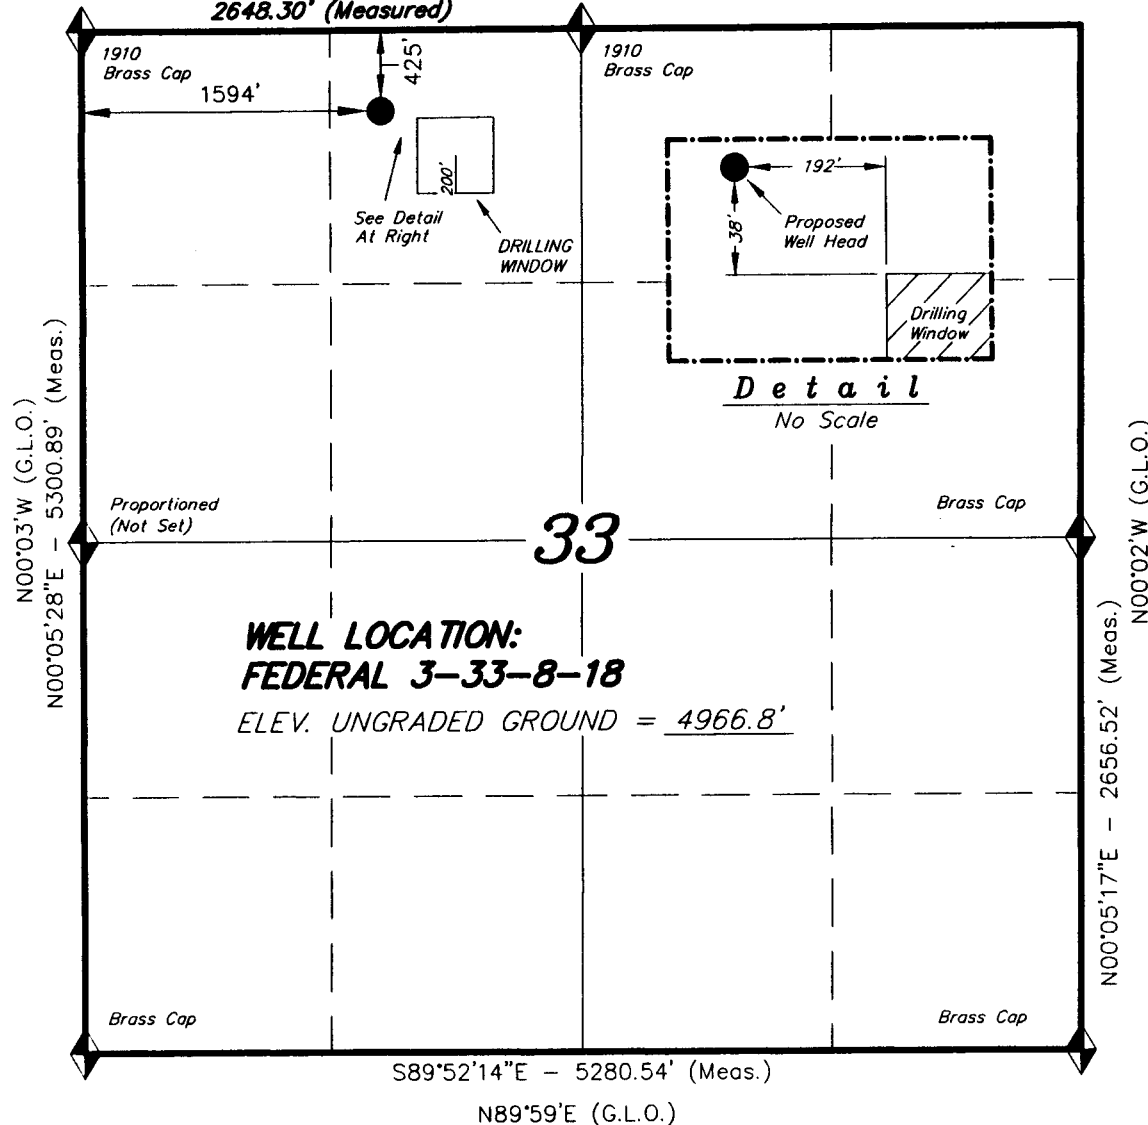 2648.30' (Measured)
1910
Brass Cap
1910
Brass Cap
425'
1594'
200'
See Detail
At Right
DRILLING
WINDOW
192'
38'
Proposed
Well Head
Drilling
Window
Detail
No Scale
N00°03'W (G.L.O.)
N00°05'28"E - 5300.89' (Meas.)
Proportioned
(Not Set)
Brass Cap
33
N00°02'W (G.L.O.)
N00°05'17"E - 2656.52' (Meas.)
WELL LOCATION:
FEDERAL 3-33-8-18
ELEV. UNGRADED GROUND = 4966.8'
Brass Cap
Brass Cap
S89°52'14"E - 5280.54' (Meas.)
N89°59'E (G.L.O.)